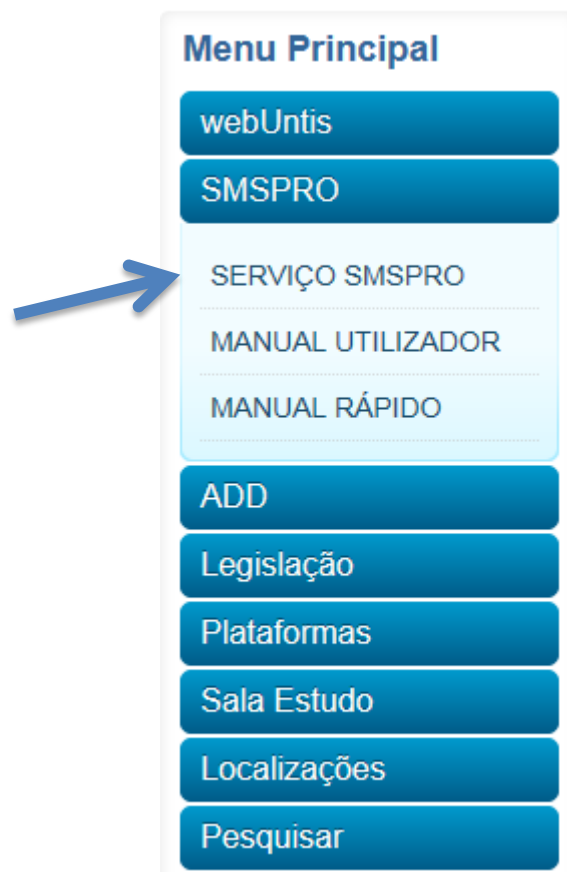 Menu Principal
webUntis
SMSPRO
SERVIÇO SMSPRO
MANUAL UTILIZADOR
MANUAL RÁPIDO
ADD
Legislação
Plataformas
Sala Estudo
Localizações
Pesquisar